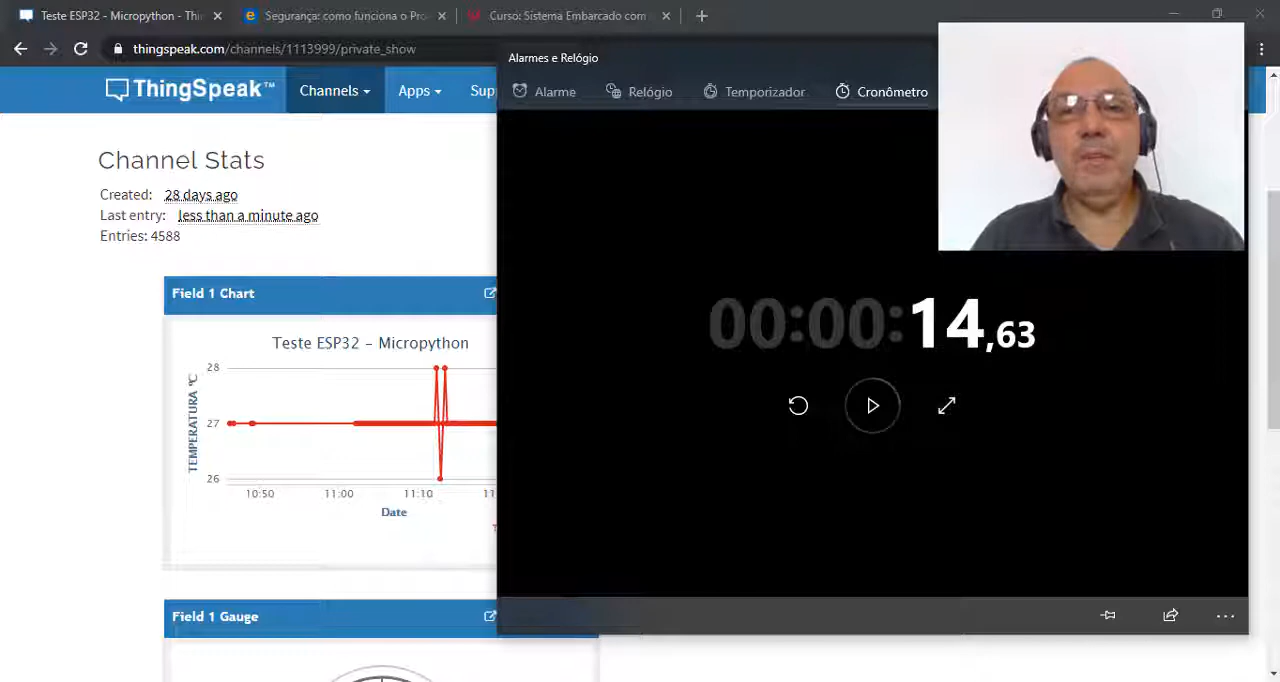 Teste ESP32 - Micropython - Thi
Segurança: como funciona o Pro
Curso: Sistema Embarcado com
thingspeak.com/channels/1113999/private_show
ThingSpeak™
Channels
Apps
Sup
Alarmes e Relógio
Alarme
Relógio
Temporizador
Cronômetro
Channel Stats
Created: 28 days ago
Last entry: less than a minute ago
Entries: 4588
Field 1 Chart
Teste ESP32 – Micropython
TEMPERATURA ºC
28
27
26
10:50
11:00
11:10
11
Date
00:00:14,63
Field 1 Gauge